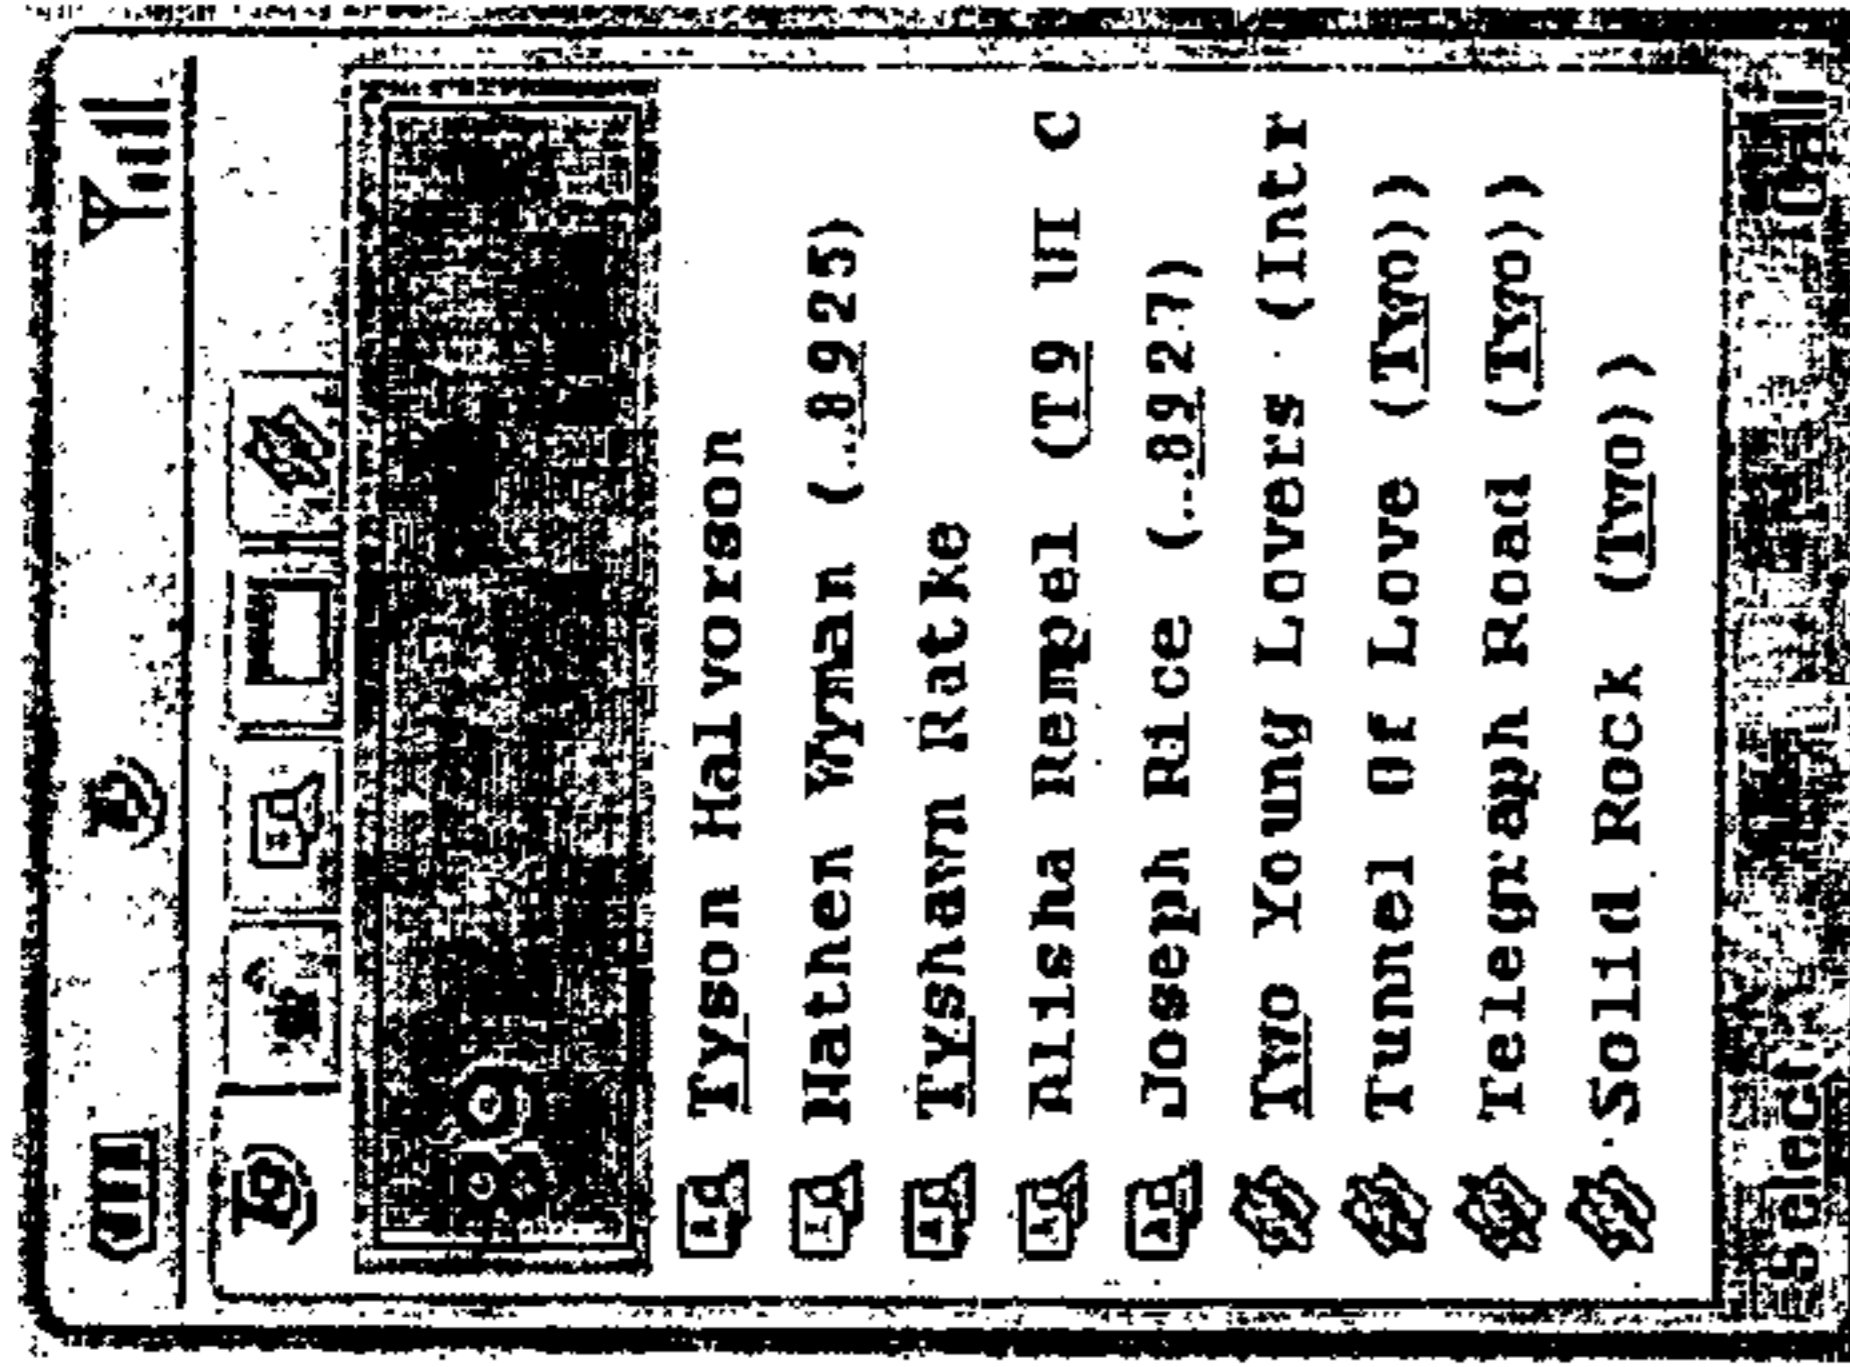 89
Tyson Halvorson
Nathen Wyman (...8925)
Tyshawn Ratke
Alisha Rempel (T9 UI C
Joseph Rice (...8927)
Two Young Lovers (Intr
Tunnel Of Love (Two))
Telegraph Road (Two))
Solid Rock (Two))
Select